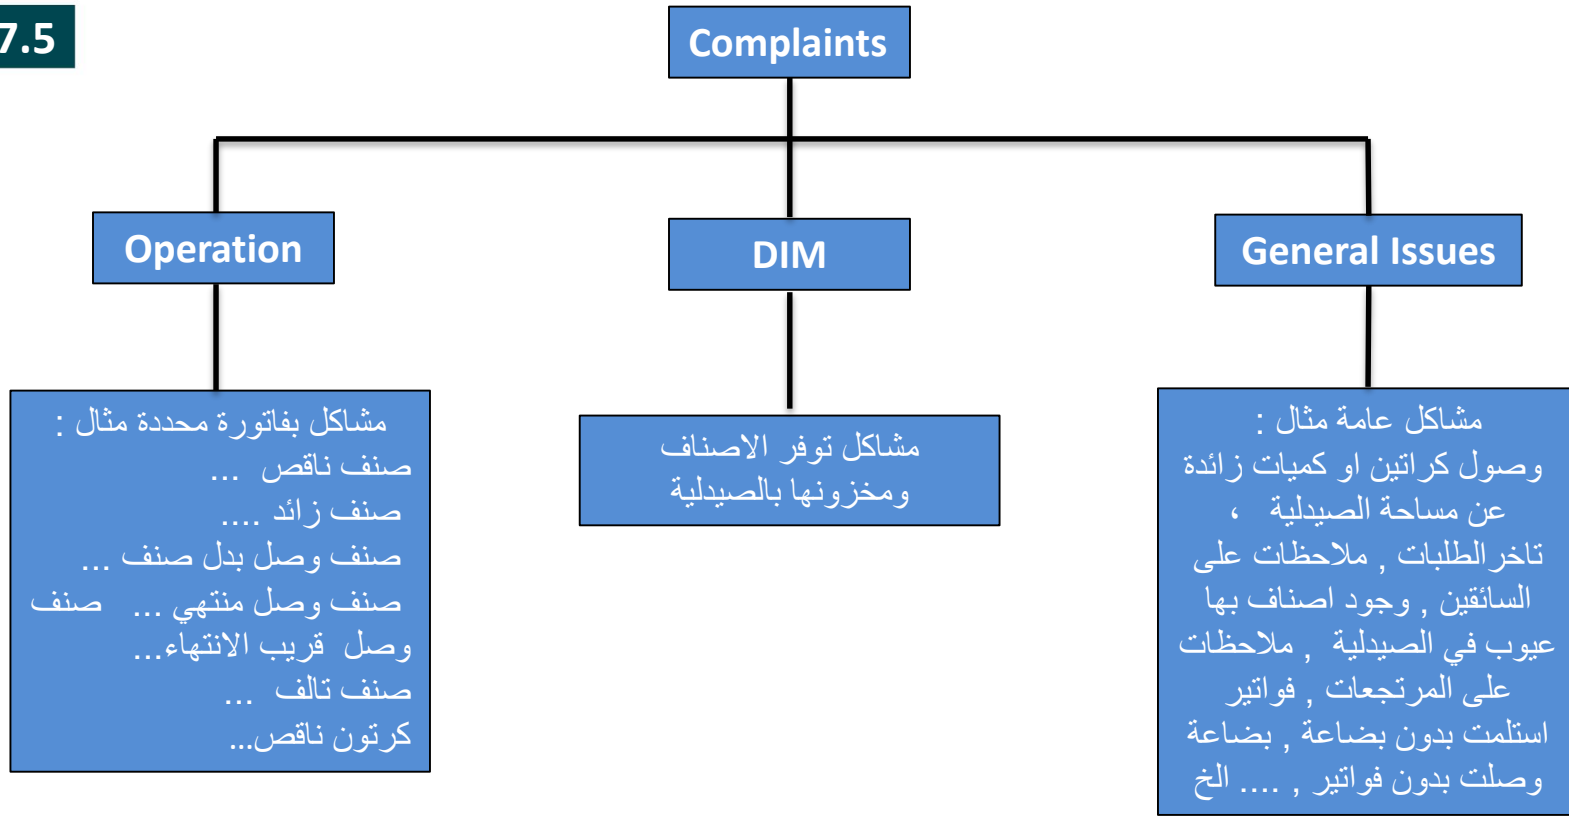 7.5
Complaints
Operation
DIM
General Issues
مشاكل بفاتورة محددة مثال :
صنف ناقص ...
صنف زائد ....
صنف وصل بدل صنف ...
صنف وصل منتهي ... صنف
وصل قريب الانتهاء...
صنف تالف ...
كرتون ناقص...
مشاكل توفر الاصناف
ومخزونها بالصيدلية
مشاكل عامة مثال :
وصول كراتين او كميات زائدة
عن مساحة الصيدلية ،
تاخرالطلبات , ملاحظات على
السائقين , وجود اصناف بها
عيوب في الصيدلية , ملاحظات
على المرتجعات , فواتير
استلمت بدون بضاعة , بضاعة
وصلت بدون فواتير , .... الخ